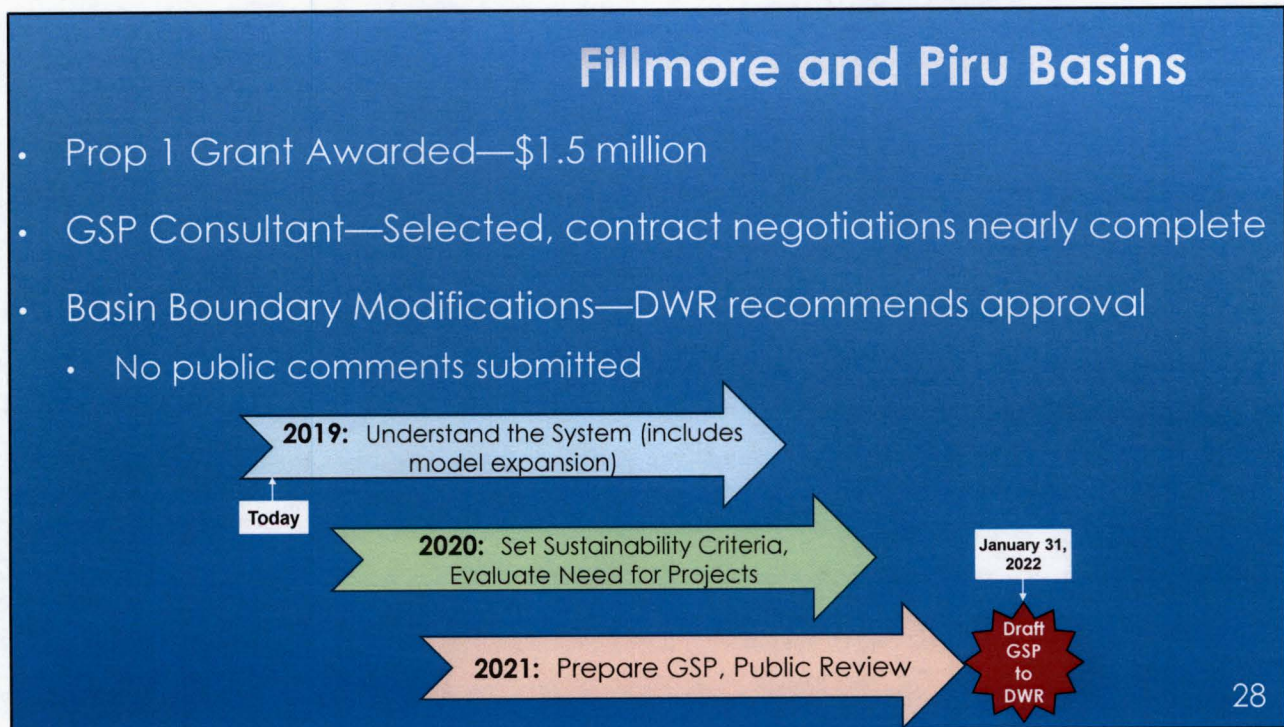 Fillmore and Piru Basins
• Prop 1 Grant Awarded—$1.5 million
• GSP Consultant—Selected, contract negotiations nearly complete
• Basin Boundary Modifications—DWR recommends approval
• No public comments submitted
2019: Understand the System (includes
model expansion)
Today
2020: Set Sustainability Criteria,
Evaluate Need for Projects
January 31,
2022
2021: Prepare GSP, Public Review
Draft
GSP
to
DWR
28